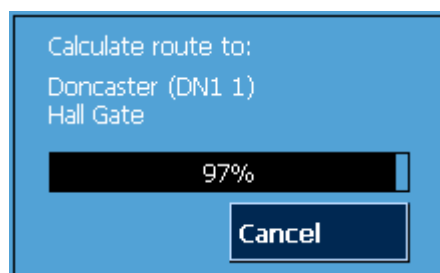 Calculate route to:
Doncaster (DN1 1)
Hall Gate
97%
Cancel